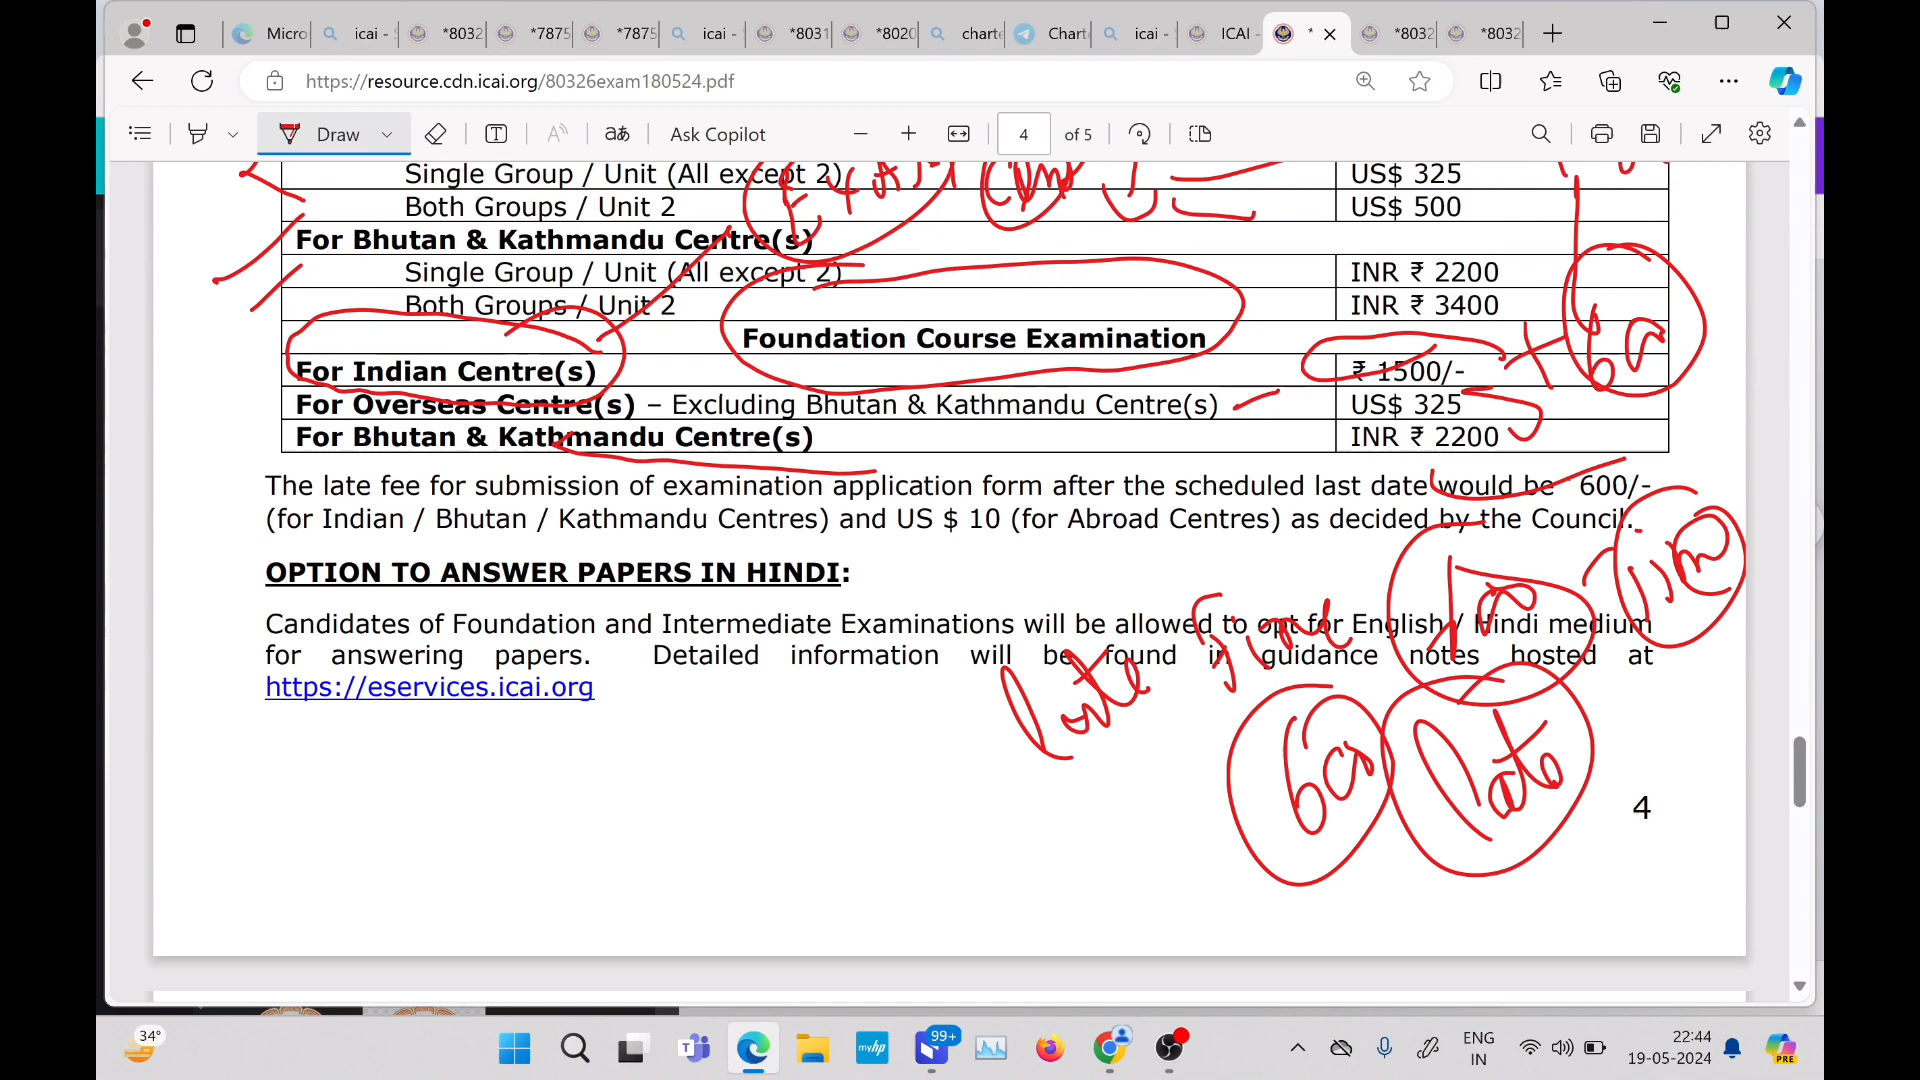 Micro
icai -
*8032
*7875
*7875
icai -
*8031
*8020
charte
Chart
icai -
ICAI -
*
*8032
*8032
https://resource.cdn.icai.org/80326exam180524.pdf
Draw
Ask Copilot
4
of 5
Single Group / Unit (All except 2)
US$ 325
Both Groups / Unit 2
US$ 500
For Bhutan & Kathmandu Centre(s)
Single Group / Unit (All except 2)
INR ₹ 2200
Both Groups / Unit 2
INR ₹ 3400
Foundation Course Examination
For Indian Centre(s)
₹ 1500/-
For Overseas Centre(s) – Excluding Bhutan & Kathmandu Centre(s)
US$ 325
For Bhutan & Kathmandu Centre(s)
INR ₹ 2200
The late fee for submission of examination application form after the scheduled last date would be 600/-
(for Indian / Bhutan / Kathmandu Centres) and US $ 10 (for Abroad Centres) as decided by the Council.
OPTION TO ANSWER PAPERS IN HINDI:
Candidates of Foundation and Intermediate Examinations will be allowed to opt for English / Hindi medium
for answering papers. Detailed information will be found in guidance notes hosted at
https://eservices.icai.org
Late fine
600
Late
4
34°
myhp
99+
ENG
IN
22:44
19-05-2024
PRE